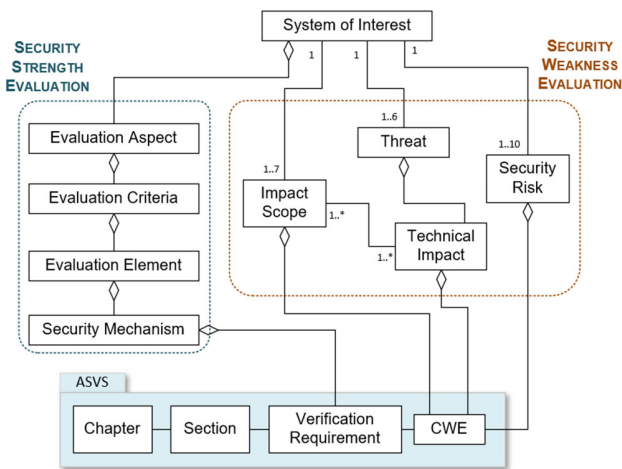 System of Interest
SECURITY
STRENGTH
EVALUATION
SECURITY
WEAKNESS
EVALUATION
1
1
1
Evaluation Aspect
Evaluation Criteria
Evaluation Element
Security Mechanism
1..6
Threat
1..10
Security
Risk
1..7
Impact
Scope
1..*
1..*
Technical
Impact
ASVS
Chapter
Section
Verification
Requirement
CWE